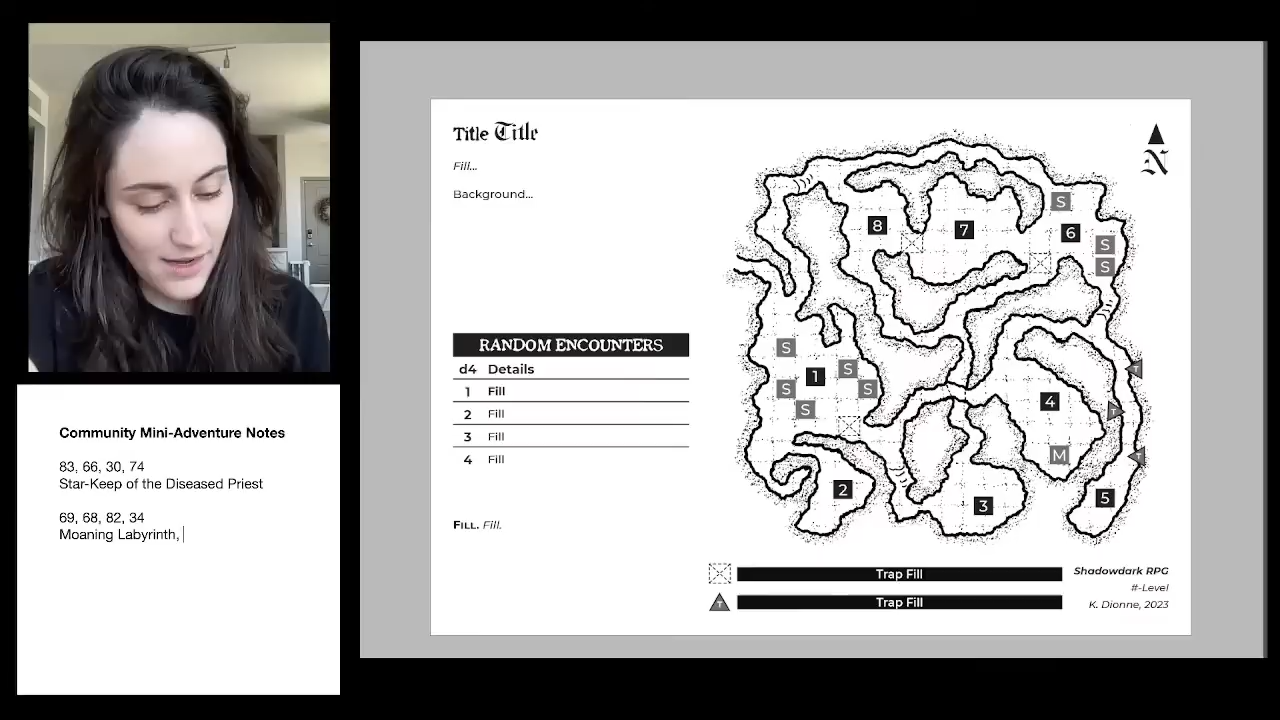 Community Mini-Adventure Notes
83, 66, 30, 74
Star-Keep of the Diseased Priest
69, 68, 82, 34
Moaning Labyrinth,
Title Title
Fill...
Background...
RANDOM ENCOUNTERS
d4 Details
1 Fill
2 Fill
3 Fill
4 Fill
FILL. Fill.
N
S
8
7
6
S
S
S
1
S
S
S
S
4
M
2
3
5
T
T
T
Trap Fill
T
Trap Fill
Shadowdark RPG
#-Level
K. Dionne, 2023